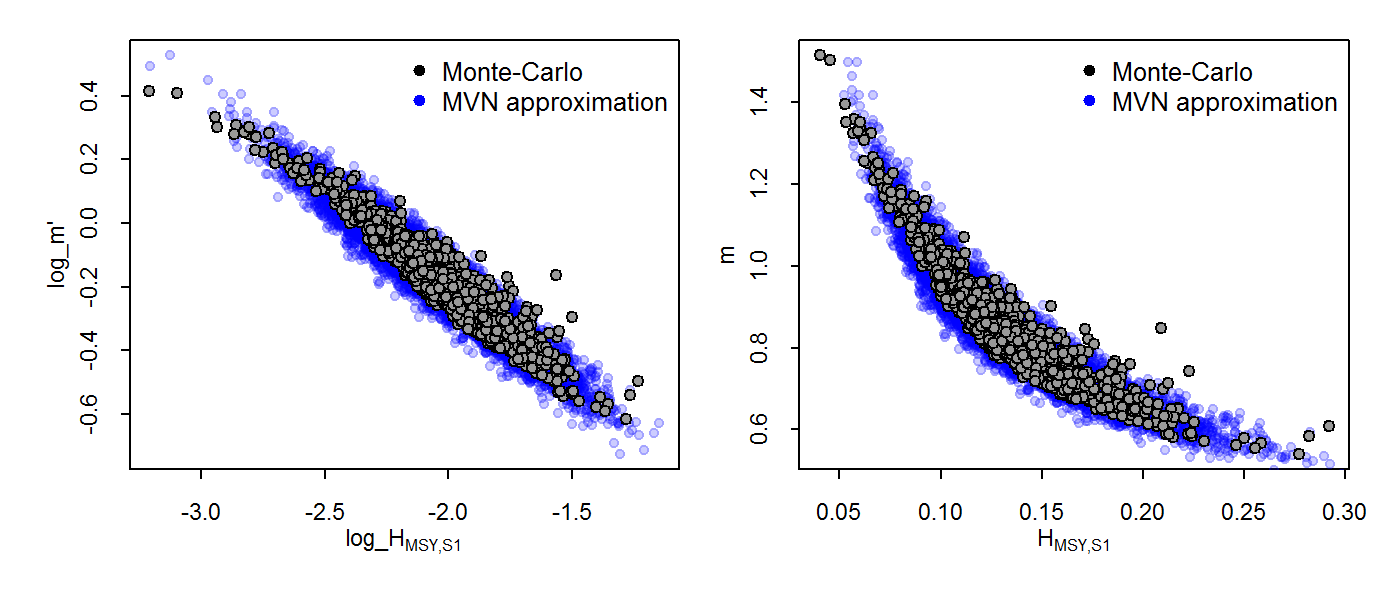 Monte-Carlo
MVN approximation
log_m'
0.4
0.2
0.0
-0.2
-0.4
-0.6
-3.0 -2.5 -2.0 -1.5
log_H_MSY,S1
Monte-Carlo
MVN approximation
m
1.4
1.2
1.0
0.8
0.6
0.05 0.10 0.15 0.20 0.25 0.30
H_MSY,S1